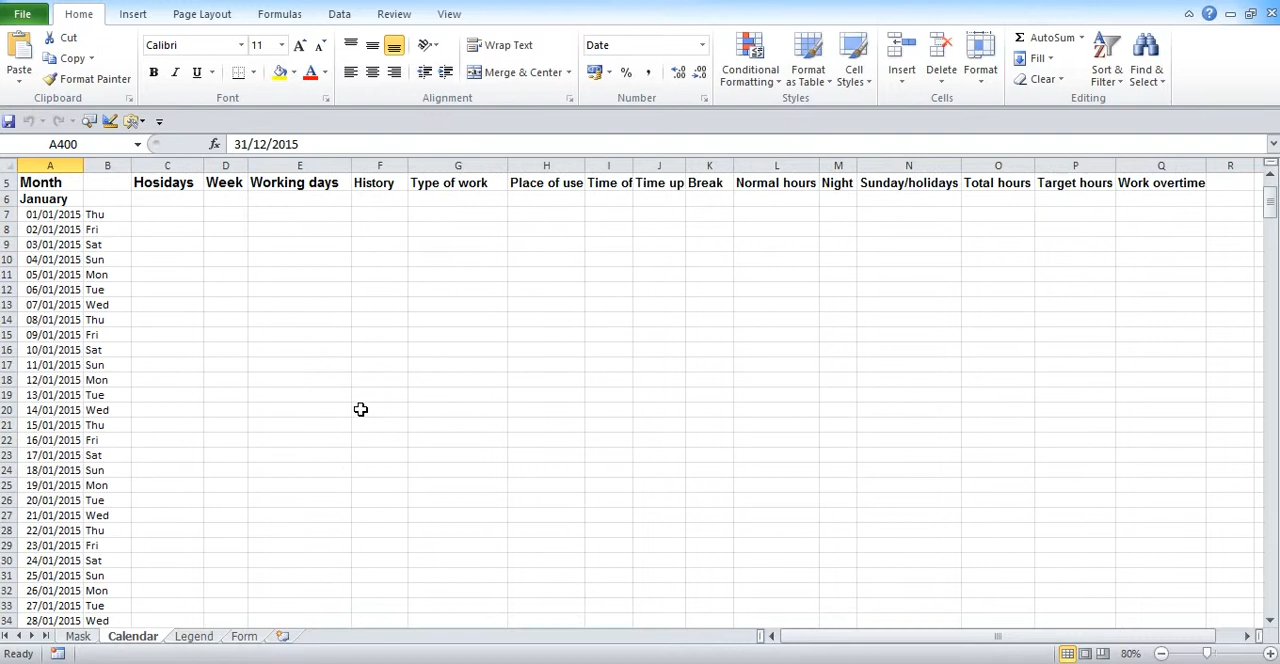 File Home Insert Page Layout Formulas Data Review View
Cut
Copy
Format Painter
Paste
Clipboard
Calibri 11
B I U
Font
Wrap Text
Merge & Center
Alignment
Date
%
Number
Conditional Formatting
Format as Table
Cell Styles
Styles
Insert
Delete
Format
Cells
AutoSum
Fill
Clear
Sort & Filter
Find & Select
Editing
A400 fx 31/12/2015
A B C D E F G H I J K L M N O P Q R
5 Month Hosidays Week Working days History Type of work Place of use Time of Time up Break Normal hours Night Sunday/holidays Total hours Target hours Work overtime
6 January
7 01/01/2015 Thu
8 02/01/2015 Fri
9 03/01/2015 Sat
10 04/01/2015 Sun
11 05/01/2015 Mon
12 06/01/2015 Tue
13 07/01/2015 Wed
14 08/01/2015 Thu
15 09/01/2015 Fri
16 10/01/2015 Sat
17 11/01/2015 Sun
18 12/01/2015 Mon
19 13/01/2015 Tue
20 14/01/2015 Wed
21 15/01/2015 Thu
22 16/01/2015 Fri
23 17/01/2015 Sat
24 18/01/2015 Sun
25 19/01/2015 Mon
26 20/01/2015 Tue
27 21/01/2015 Wed
28 22/01/2015 Thu
29 23/01/2015 Fri
30 24/01/2015 Sat
31 25/01/2015 Sun
32 26/01/2015 Mon
33 27/01/2015 Tue
34 28/01/2015 Wed
Mask Calendar Legend Form
Ready 80%